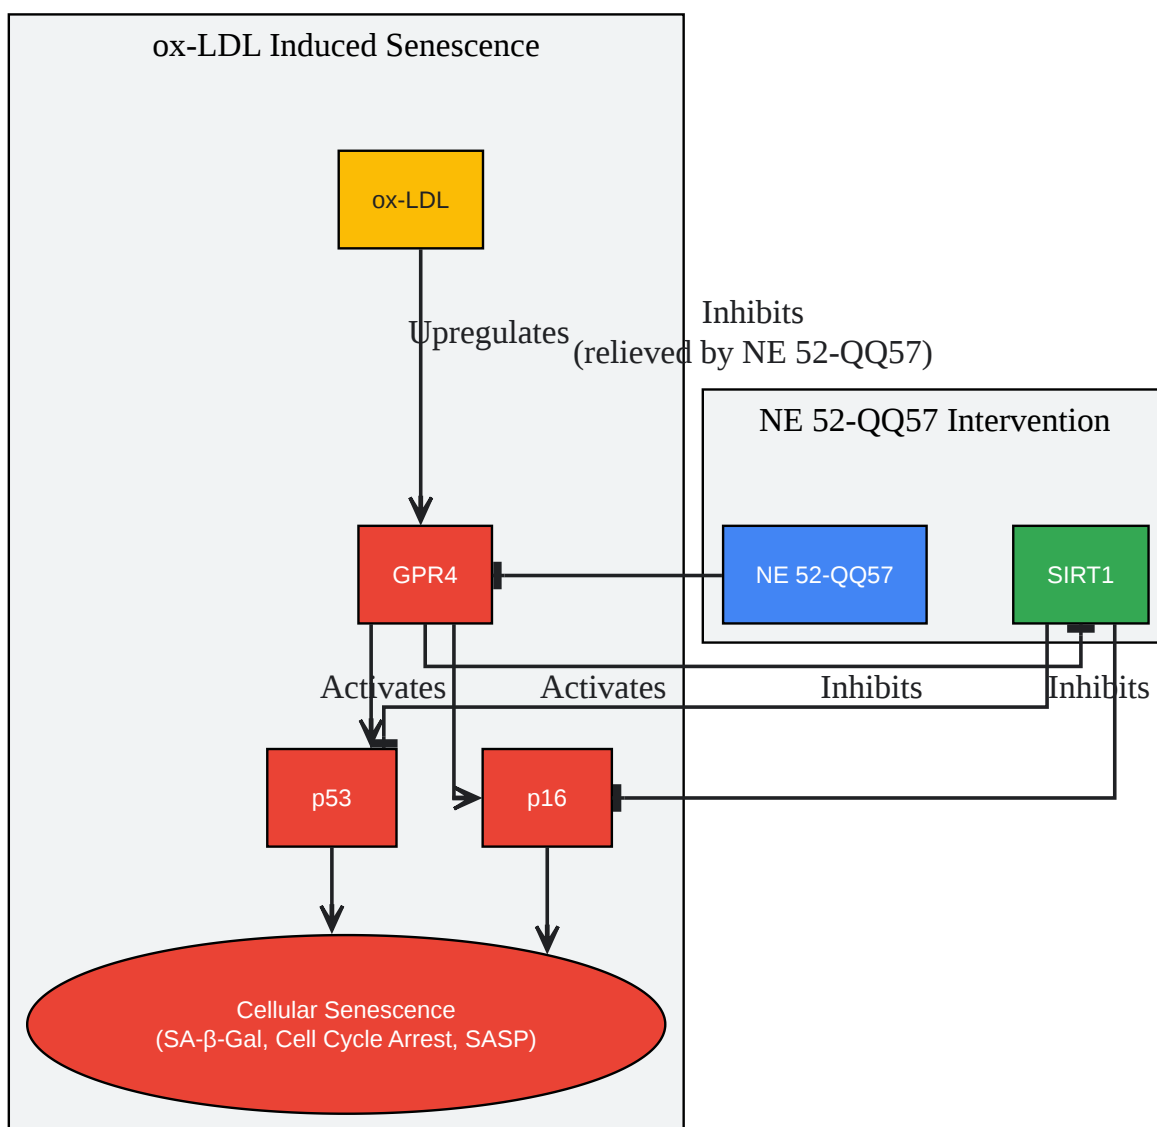 ox-LDL Induced Senescence
ox-LDL
Upregulates
Inhibits
(relieved by NE 52-QQ57)
NE 52-QQ57 Intervention
GPR4
NE 52-QQ57
SIRT1
Activates
Activates
Inhibits
Inhibits
p53
p16
Cellular Senescence
(SA-β-Gal, Cell Cycle Arrest, SASP)